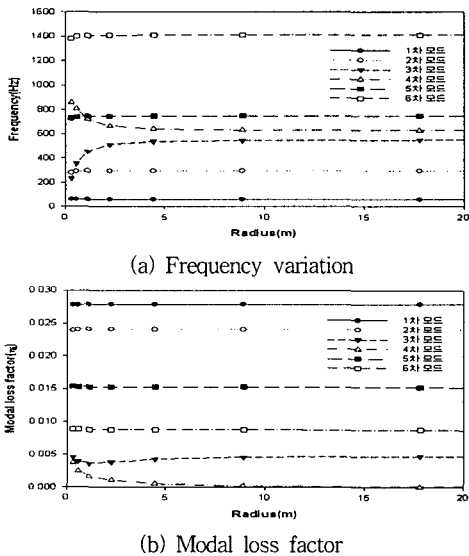 1600
1400
1200
1000
800
600
400
200
0
Frequency(Hz)
1차 모드
2차 모드
3차 모드
4차 모드
5차 모드
6차 모드
0
5
10
15
20
Radius(m)
(a) Frequency variation
0.030
0.025
0.020
0.015
0.010
0.005
0.000
Modal loss factor(η)
1차 모드
2차 모드
3차 모드
4차 모드
5차 모드
6차 모드
0
5
10
15
20
Radius(m)
(b) Modal loss factor